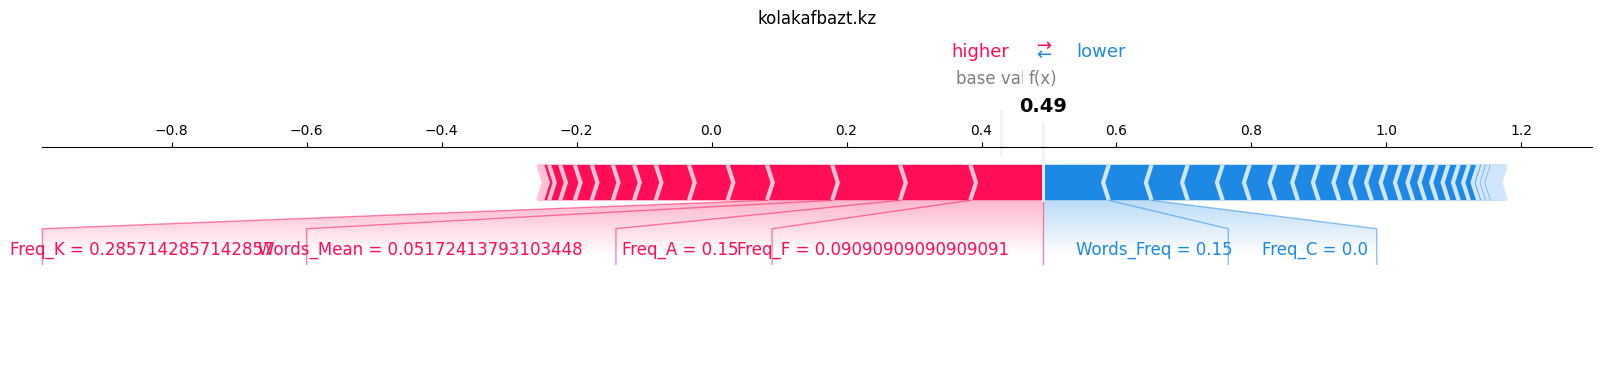 kolakafbazt.kz
higher → ← lower
base val f(x)
0.49
−0.8 −0.6 −0.4 −0.2 0.0 0.2 0.4 0.6 0.8 1.0 1.2
Freq_K = 0.2857142857142857 Words_Mean = 0.05172413793103448 Freq_A = 0.15 Freq_F = 0.09090909090909091 Words_Freq = 0.15 Freq_C = 0.0